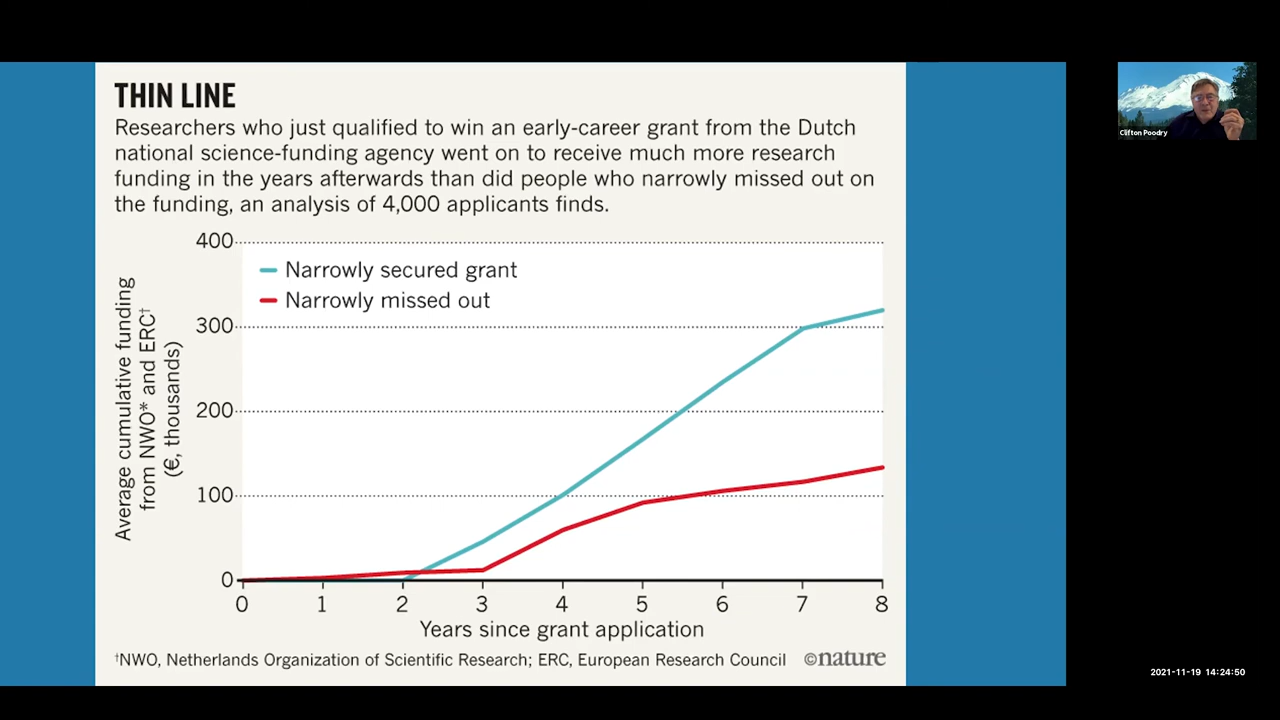 THIN LINE
Researchers who just qualified to win an early-career grant from the Dutch
national science-funding agency went on to receive much more research
funding in the years afterwards than did people who narrowly missed out on
the funding, an analysis of 4,000 applicants finds.
Average cumulative funding
from NWO* and ERC†
(€, thousands)
400
300
200
100
0
Narrowly secured grant
Narrowly missed out
0 1 2 3 4 5 6 7 8
Years since grant application
†NWO, Netherlands Organization of Scientific Research; ERC, European Research Council ©nature
Clifton Poodry
2021-11-19 14:24:50